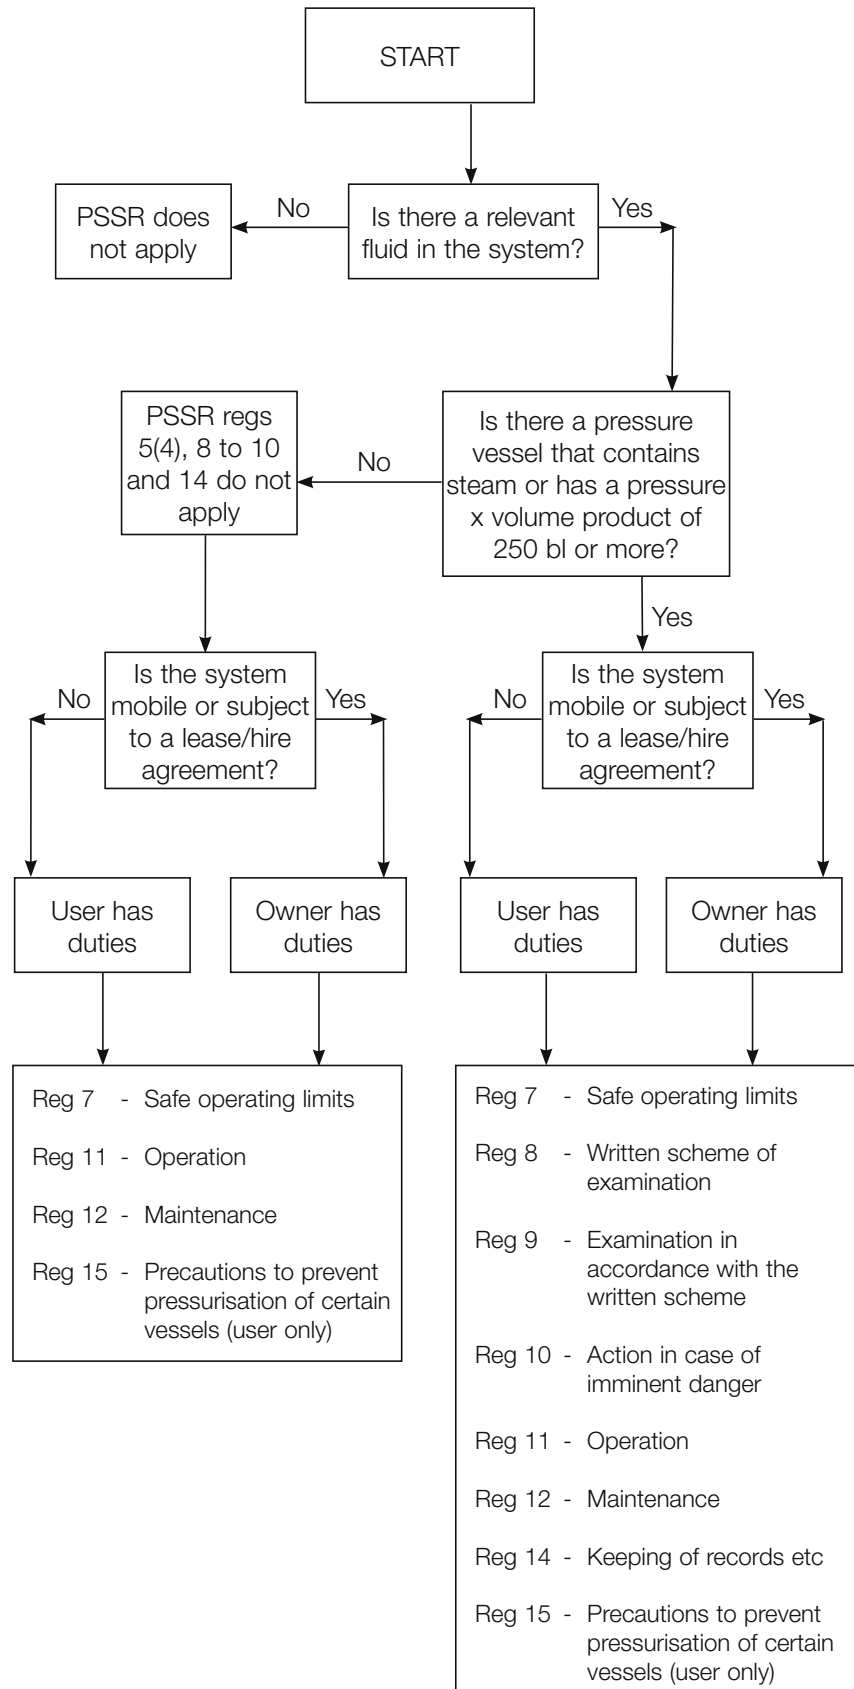 START
No
Yes
PSSR does
not apply
Is there a relevant
fluid in the system?
PSSR regs
5(4), 8 to 10
and 14 do not
apply
No
Is there a pressure
vessel that contains
steam or has a pressure
x volume product of
250 bl or more?
Yes
No
Is the system
mobile or subject
to a lease/hire
agreement?
Yes
No
Is the system
mobile or subject
to a lease/hire
agreement?
Yes
User has
duties
Owner has
duties
User has
duties
Owner has
duties
Reg 7 - Safe operating limits
Reg 11 - Operation
Reg 12 - Maintenance
Reg 15 - Precautions to prevent
pressurisation of certain
vessels (user only)
Reg 7 - Safe operating limits
Reg 8 - Written scheme of
examination
Reg 9 - Examination in
accordance with the
written scheme
Reg 10 - Action in case of
imminent danger
Reg 11 - Operation
Reg 12 - Maintenance
Reg 14 - Keeping of records etc
Reg 15 - Precautions to prevent
pressurisation of certain
vessels (user only)